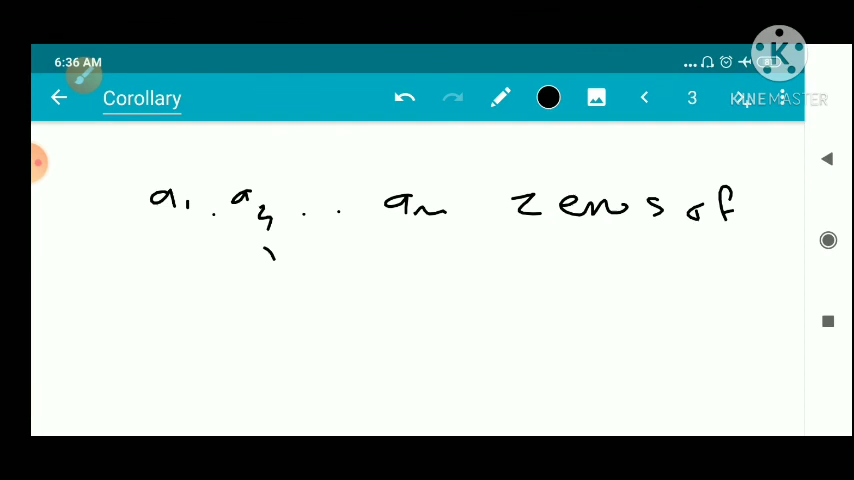 6:36 AM
K
KINEMASTER
Corollary
3
a1, a2, . . an zeros of